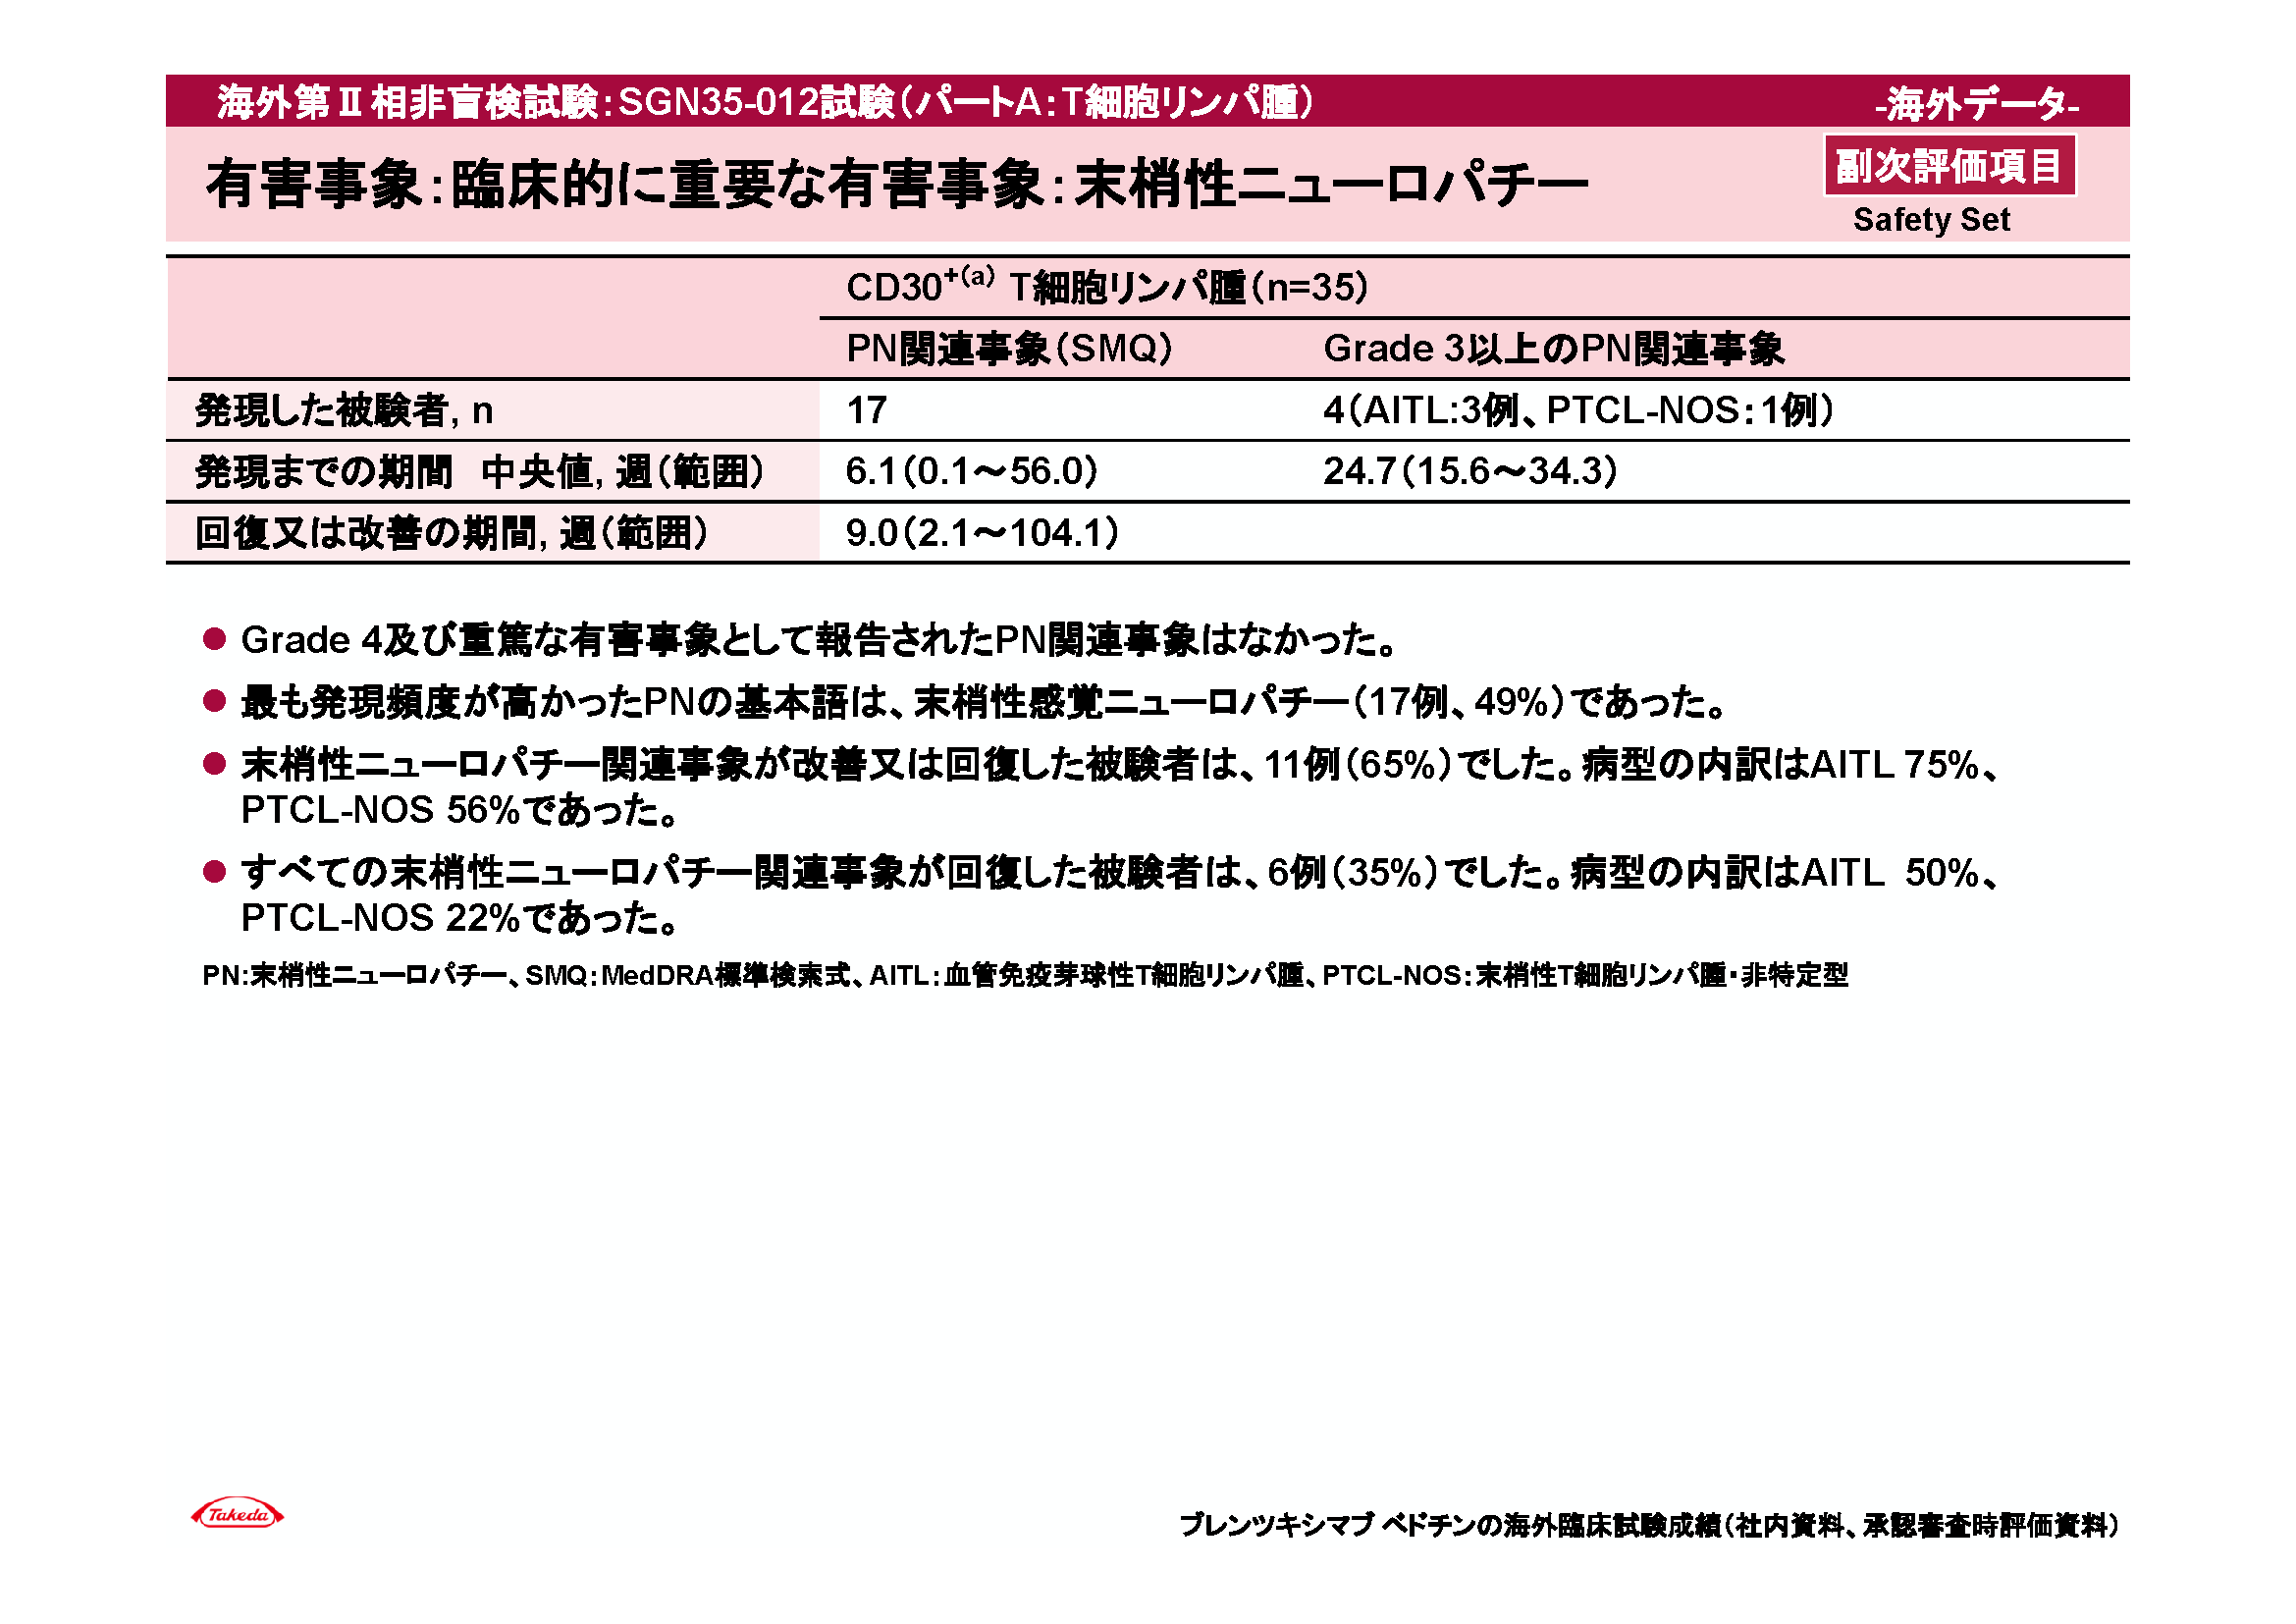 海外第Ⅱ相非盲検試験：SGN35-012試験（パートA：T細胞リンパ腫）
-海外データ-
有害事象：臨床的に重要な有害事象：末梢性ニューロパチー
副次評価項目
Safety Set
CD30+(a) T細胞リンパ腫（n=35）
PN関連事象（SMQ） Grade 3以上のPN関連事象
発現した被験者, n 17 4（AITL:3例、PTCL-NOS：1例）
発現までの期間　中央値, 週（範囲） 6.1（0.1～56.0） 24.7（15.6～34.3）
回復又は改善の期間, 週（範囲） 9.0（2.1～104.1）
● Grade 4及び重篤な有害事象として報告されたPN関連事象はなかった。
● 最も発現頻度が高かったPNの基本語は、末梢性感覚ニューロパチー（17例、49%）であった。
● 末梢性ニューロパチー関連事象が改善又は回復した被験者は、11例（65%）でした。病型の内訳はAITL 75%、
PTCL-NOS 56%であった。
● すべての末梢性ニューロパチー関連事象が回復した被験者は、6例（35%）でした。病型の内訳はAITL 50%、
PTCL-NOS 22%であった。
PN:末梢性ニューロパチー、SMQ：MedDRA標準検索式、AITL：血管免疫芽球性T細胞リンパ腫、PTCL-NOS：末梢性T細胞リンパ腫・非特定型
Takeda
ブレンツキシマブ ベドチンの海外臨床試験成績（社内資料、承認審査時評価資料）